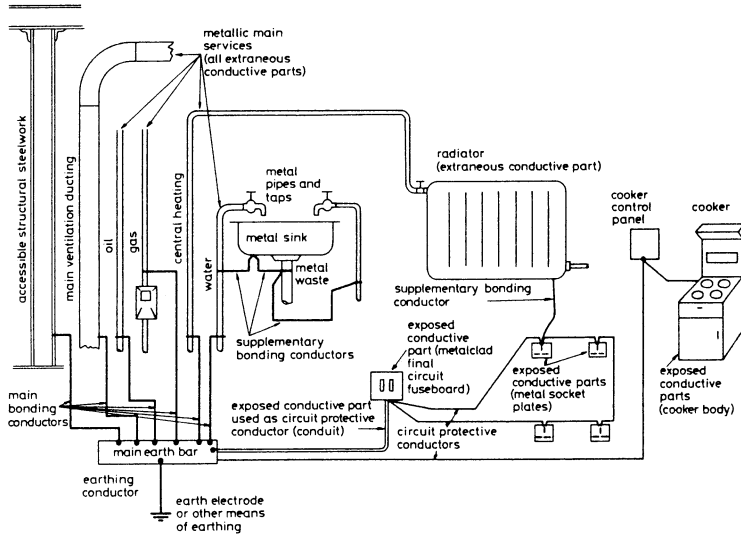 metallic main
services
(all extraneous
conductive parts)
accessible structural steelwork
main ventilation ducting
oil
gas
central heating
water
metal
pipes and
taps
metal sink
metal
waste
supplementary
bonding conductors
radiator
(extraneous conductive part)
cooker
control
panel
cooker
supplementary bonding
conductor
exposed
conductive
part (metalclad
final
circuit
fuseboard)
exposed
conductive parts
(metal socket
plates)
exposed
conductive
parts
(cooker body)
main
bonding
conductors
exposed conductive part
used as circuit protective
conductor (conduit)
circuit protective
conductors
main earth bar
earthing
conductor
earth electrode
or other means
of earthing